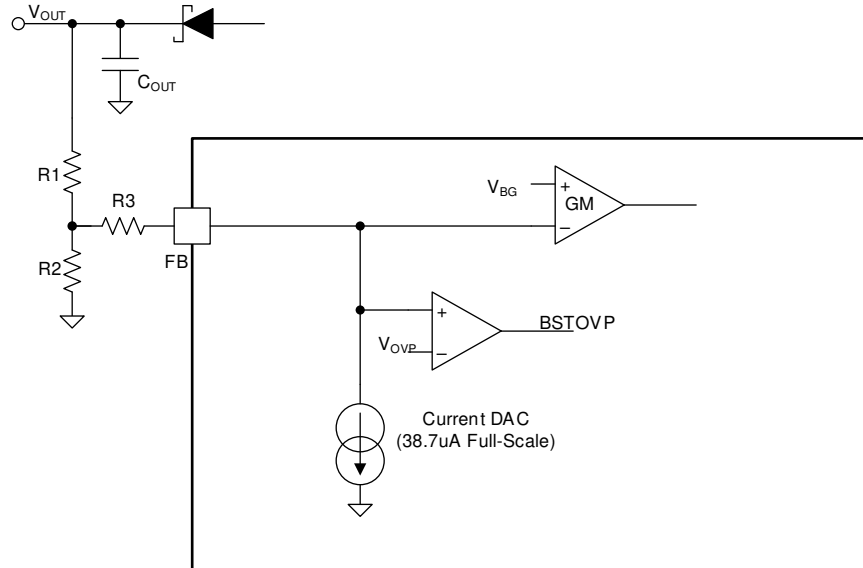 VOUT
COUT
R1
R3
R2
FB
VBG
+
GM
−
+
VOVP
−
BSTOVP
Current DAC
(38.7uA Full-Scale)